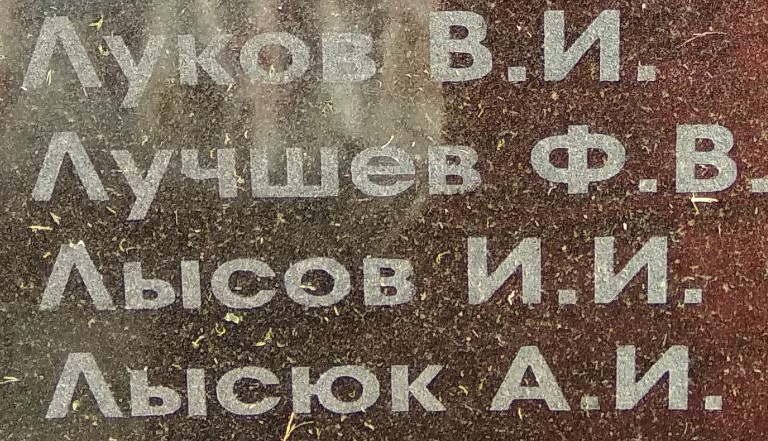 Луков В.И.
Лучшев Ф.В.
Лысов И.И.
Лысюк А.И.